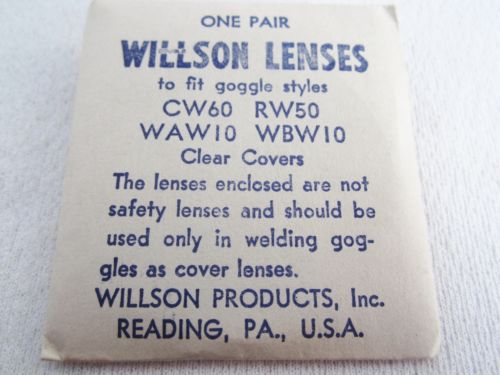 ONE PAIR
WILLSON LENSES
to fit goggle styles
CW60 RW50
WAW10 WBW10
Clear Covers
The lenses enclosed are not
safety lenses and should be
used only in welding gog-
gles as cover lenses.
WILLSON PRODUCTS, Inc.
READING, PA., U.S.A.